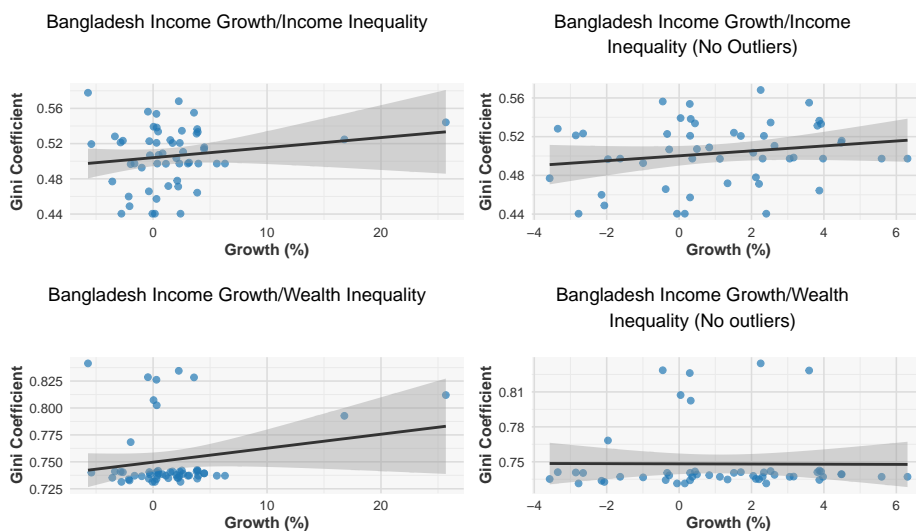 Bangladesh Income Growth/Income Inequality
Gini Coefficient
0.56
0.52
0.48
0.44
0
10
20
Growth (%)
Bangladesh Income Growth/Income
Inequality (No Outliers)
Gini Coefficient
0.56
0.52
0.48
0.44
−4
−2
0
2
4
6
Growth (%)
Bangladesh Income Growth/Wealth Inequality
Gini Coefficient
0.825
0.800
0.775
0.750
0.725
0
10
20
Growth (%)
Bangladesh Income Growth/Wealth
Inequality (No outliers)
Gini Coefficient
0.81
0.78
0.75
−4
−2
0
2
4
6
Growth (%)